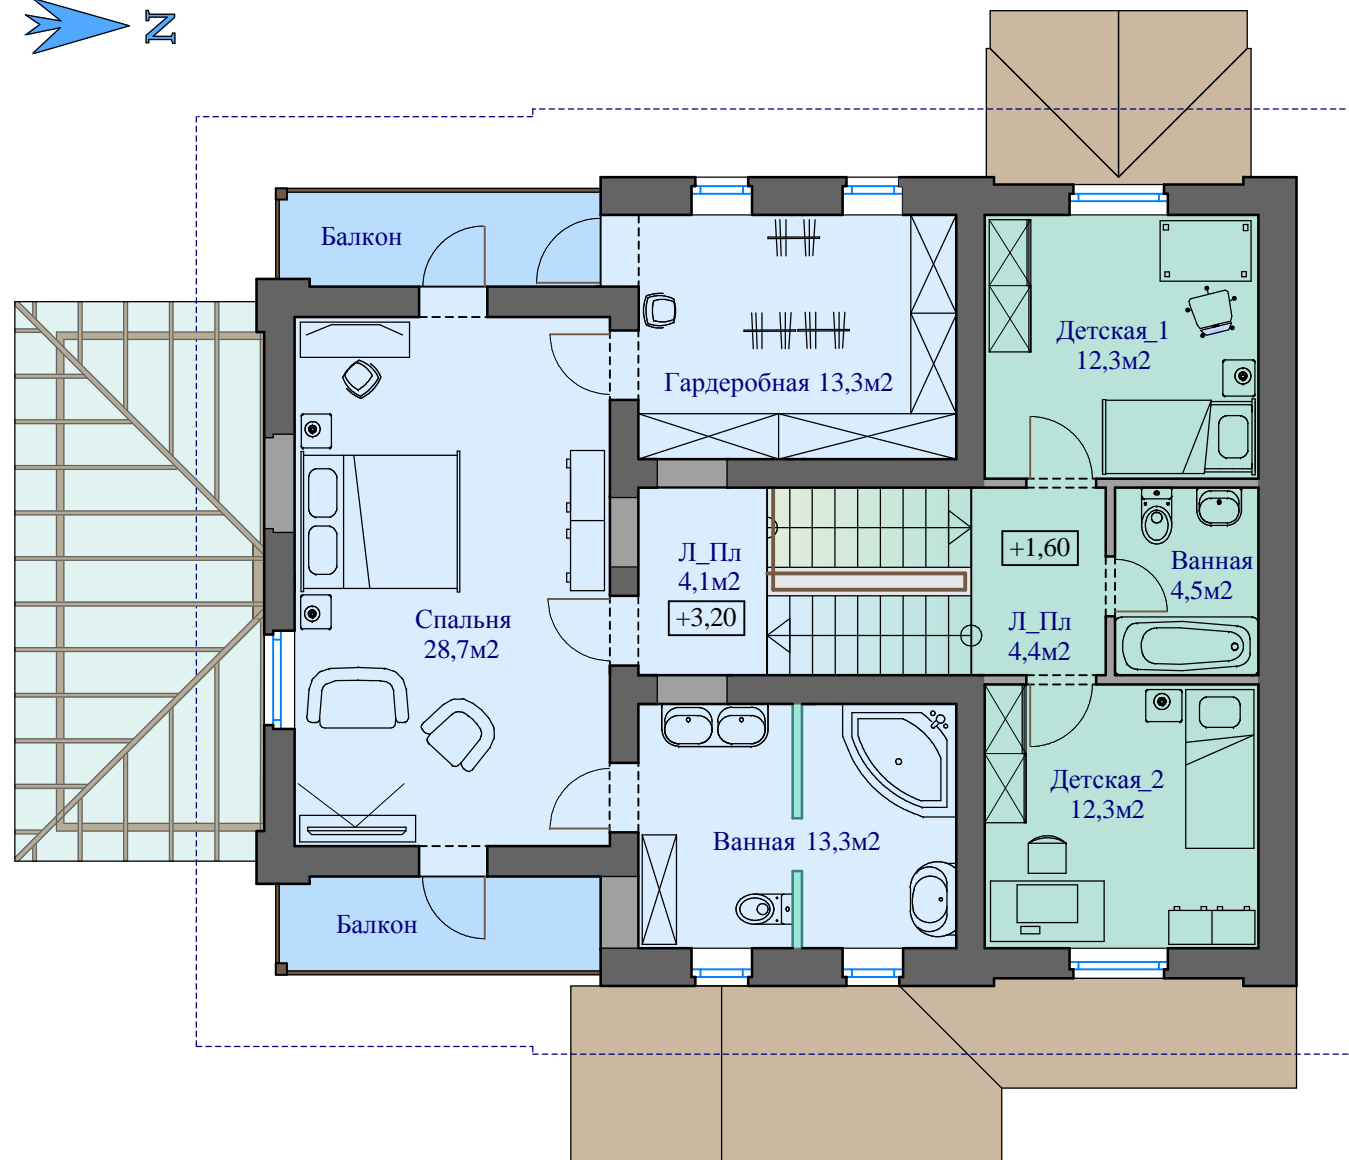 N
Балкон
Детская_1
12,3м2
Гардеробная 13,3м2
+1,60
Л_Пл
4,1м2
+3,20
Ванная
4,5м2
Спальня
28,7м2
Л_Пл
4,4м2
Детская_2
12,3м2
Ванная 13,3м2
Балкон